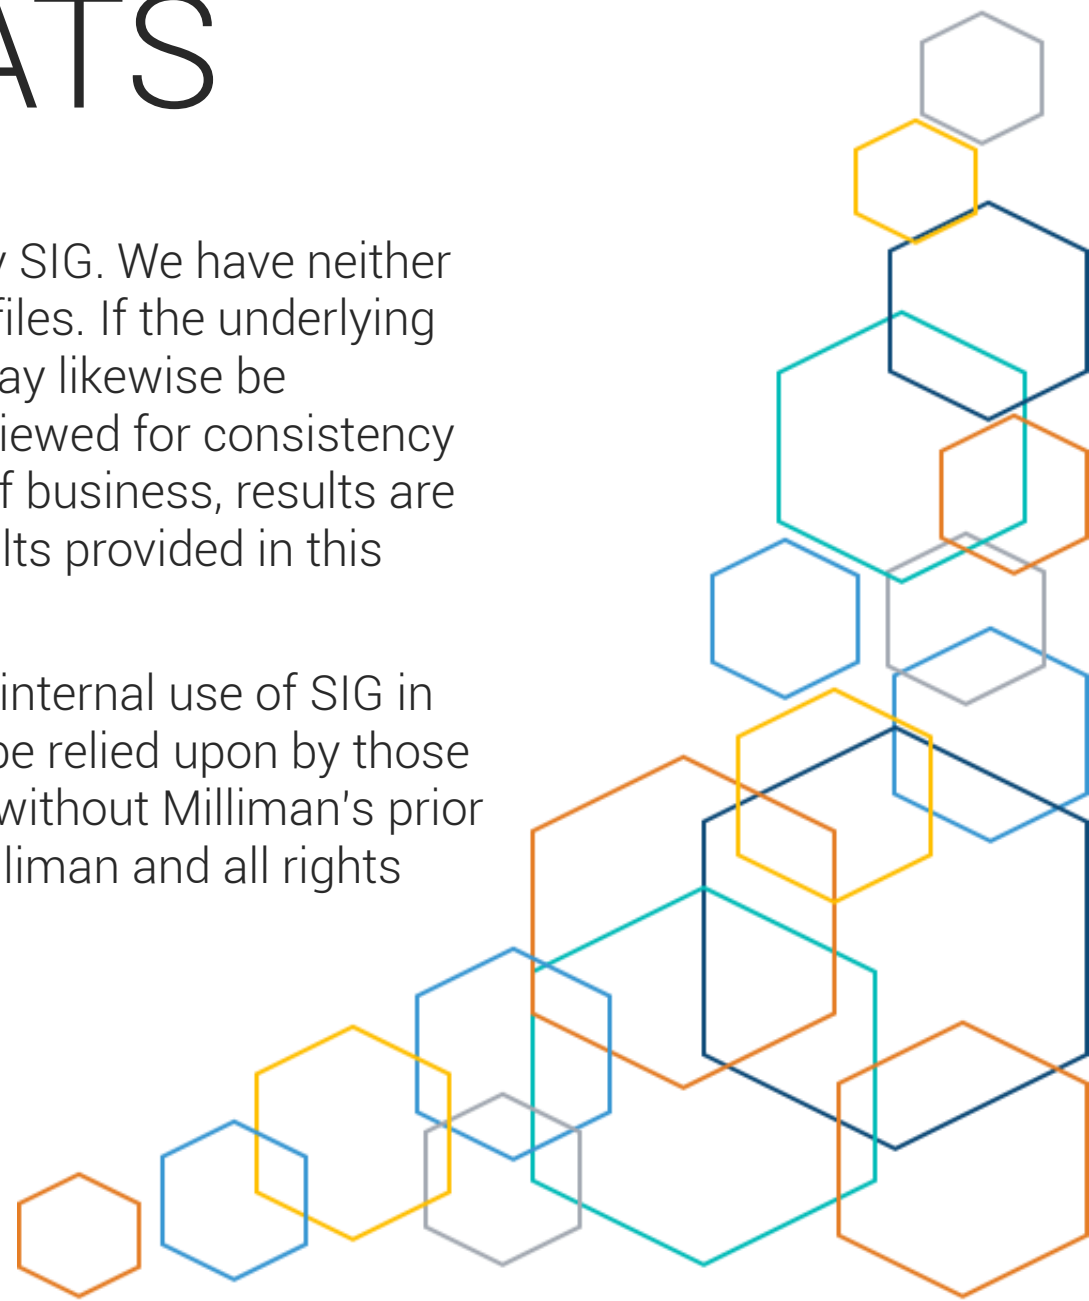 ATS
y SIG. We have neither
files. If the underlying
ay likewise be
iewed for consistency
f business, results are
lts provided in this
internal use of SIG in
be relied upon by those
without Milliman's prior
liman and all rights